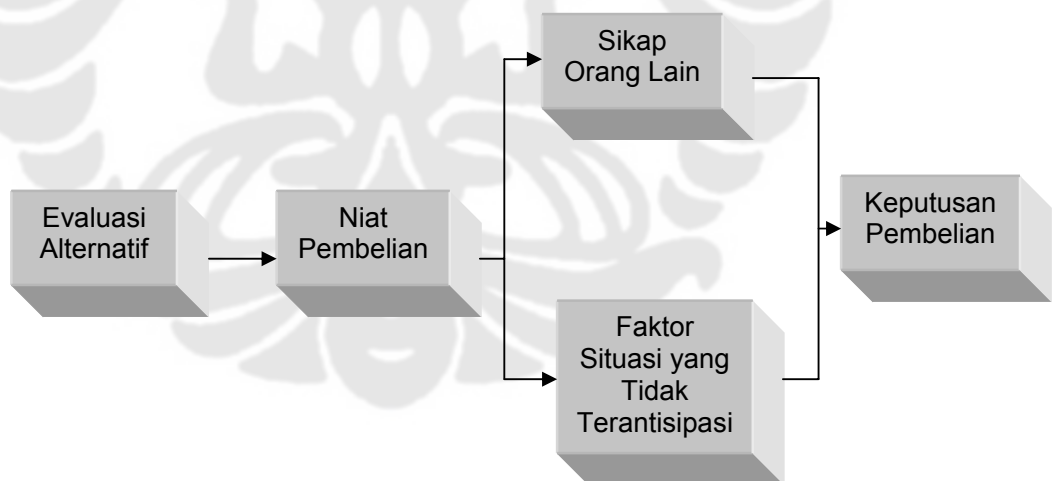 Evaluasi
Alternatif
Niat
Pembelian
Sikap
Orang Lain
Faktor
Situasi yang
Tidak
Terantisipasi
Keputusan
Pembelian